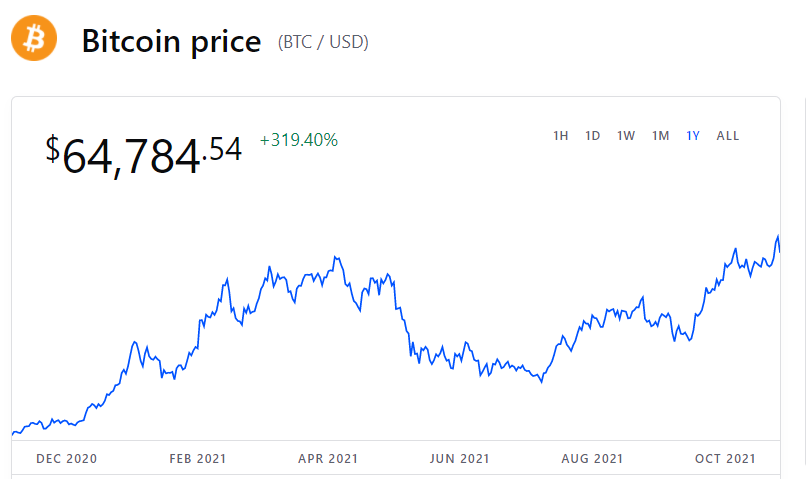 Bitcoin price (BTC / USD)
$64,784.54 +319.40%
1H 1D 1W 1M 1Y ALL
DEC 2020 FEB 2021 APR 2021 JUN 2021 AUG 2021 OCT 2021